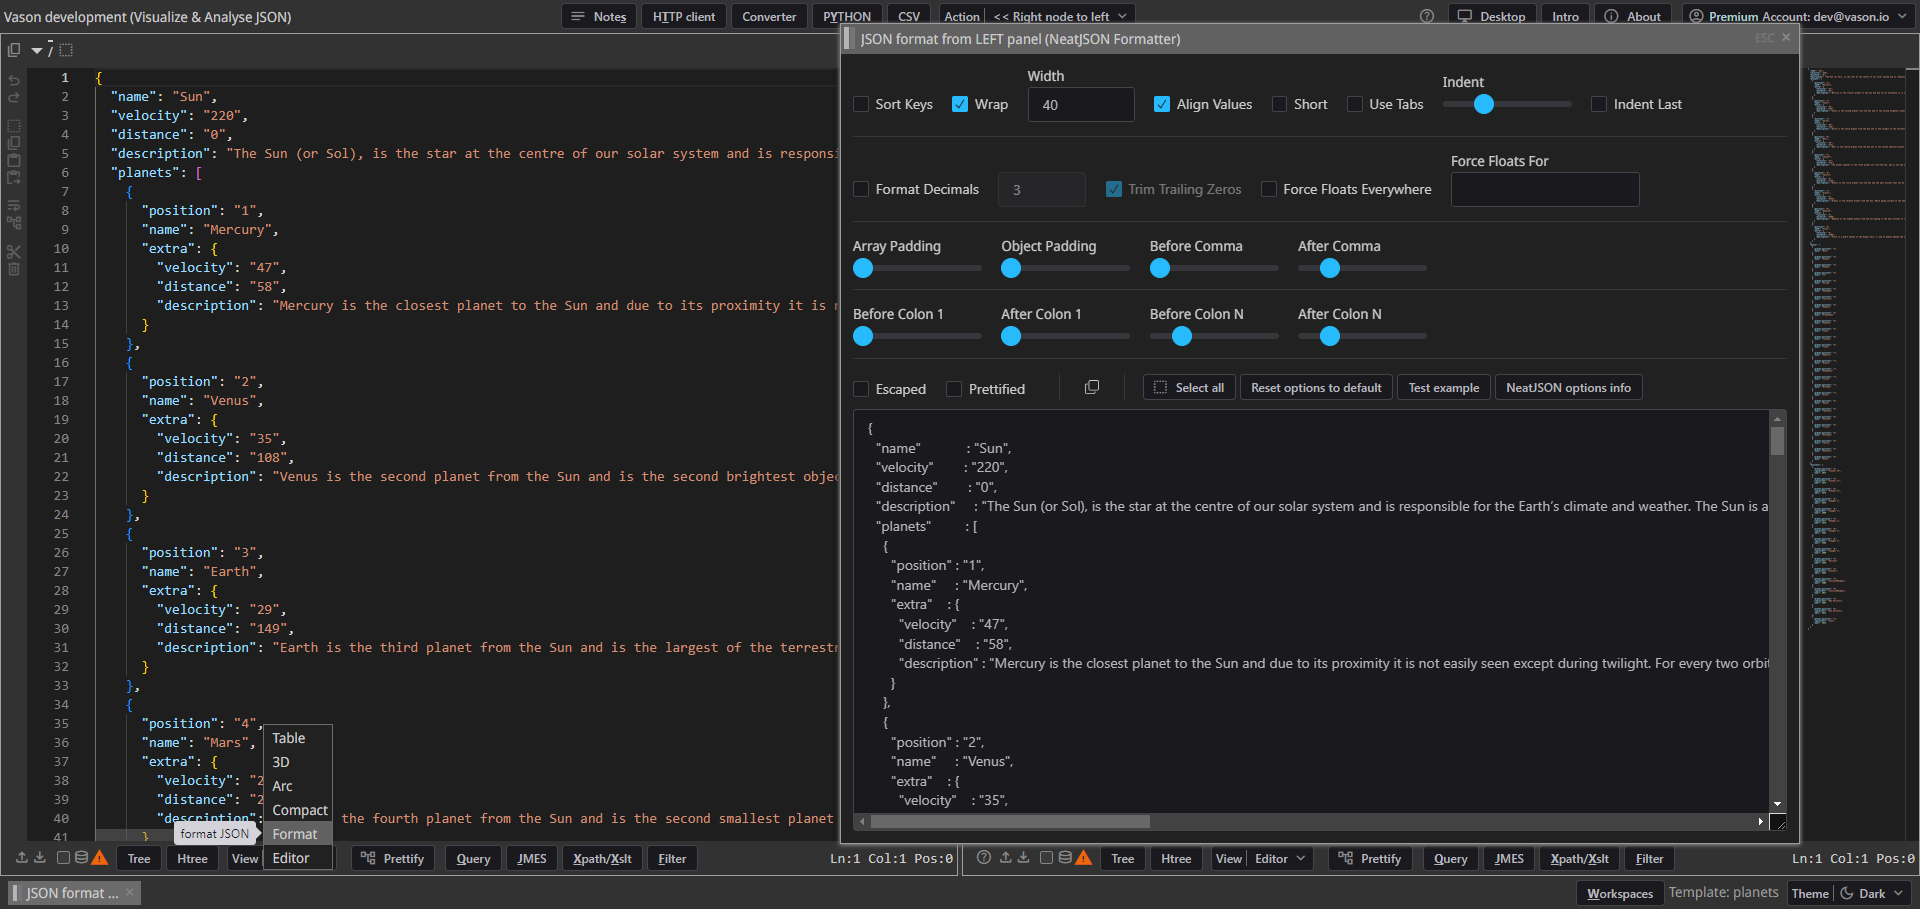 Vason development (Visualize & Analyse JSON)
Notes
HTTP client
Converter
PYTHON
CSV
Action << Right node to left
Desktop
Intro
About
Premium Account: dev@vason.io
/
1 {
2 "name": "Sun",
3 "velocity": "220",
4 "distance": "0",
5 "description": "The Sun (or Sol), is the star at the centre of our solar system and is responsi
6 "planets": [
7 {
8 "position": "1",
9 "name": "Mercury",
10 "extra": {
11 "velocity": "47",
12 "distance": "58",
13 "description": "Mercury is the closest planet to the Sun and due to its proximity it is n
14 }
15 },
16 {
17 "position": "2",
18 "name": "Venus",
19 "extra": {
20 "velocity": "35",
21 "distance": "108",
22 "description": "Venus is the second planet from the Sun and is the second brightest objec
23 }
24 },
25 {
26 "position": "3",
27 "name": "Earth",
28 "extra": {
29 "velocity": "29",
30 "distance": "149",
31 "description": "Earth is the third planet from the Sun and is the largest of the terrestr
32 }
33 },
34 {
35 "position": "4",
36 "name": "Mars",
37 "extra": {
38 "velocity": "2
39 "distance": "2
40 "description": the fourth planet from the Sun and is the second smallest planet
41 }
Table
3D
Arc
Compact
Format
Editor
format JSON
Tree
Htree
View
Prettify
Query
JMES
Xpath/Xslt
Filter
Ln:1 Col:1 Pos:0
JSON format from LEFT panel (NeatJSON Formatter)
ESC
Sort Keys
Wrap
Width
40
Align Values
Short
Use Tabs
Indent
Indent Last
Format Decimals
3
Trim Trailing Zeros
Force Floats Everywhere
Force Floats For
Array Padding
Object Padding
Before Comma
After Comma
Before Colon 1
After Colon 1
Before Colon N
After Colon N
Escaped
Prettified
Select all
Reset options to default
Test example
NeatJSON options info
{
"name" : "Sun",
"velocity" : "220",
"distance" : "0",
"description" : "The Sun (or Sol), is the star at the centre of our solar system and is responsible for the Earth's climate and weather. The Sun is a
"planets" : [
{
"position" : "1",
"name" : "Mercury",
"extra" : {
"velocity" : "47",
"distance" : "58",
"description" : "Mercury is the closest planet to the Sun and due to its proximity it is not easily seen except during twilight. For every two orbit
}
},
{
"position" : "2",
"name" : "Venus",
"extra" : {
"velocity" : "35",
Tree
Htree
View Editor
Prettify
Query
JMES
Xpath/Xslt
Filter
Ln:1 Col:1 Pos:0
JSON format ...
Workspaces
Template: planets
Theme Dark